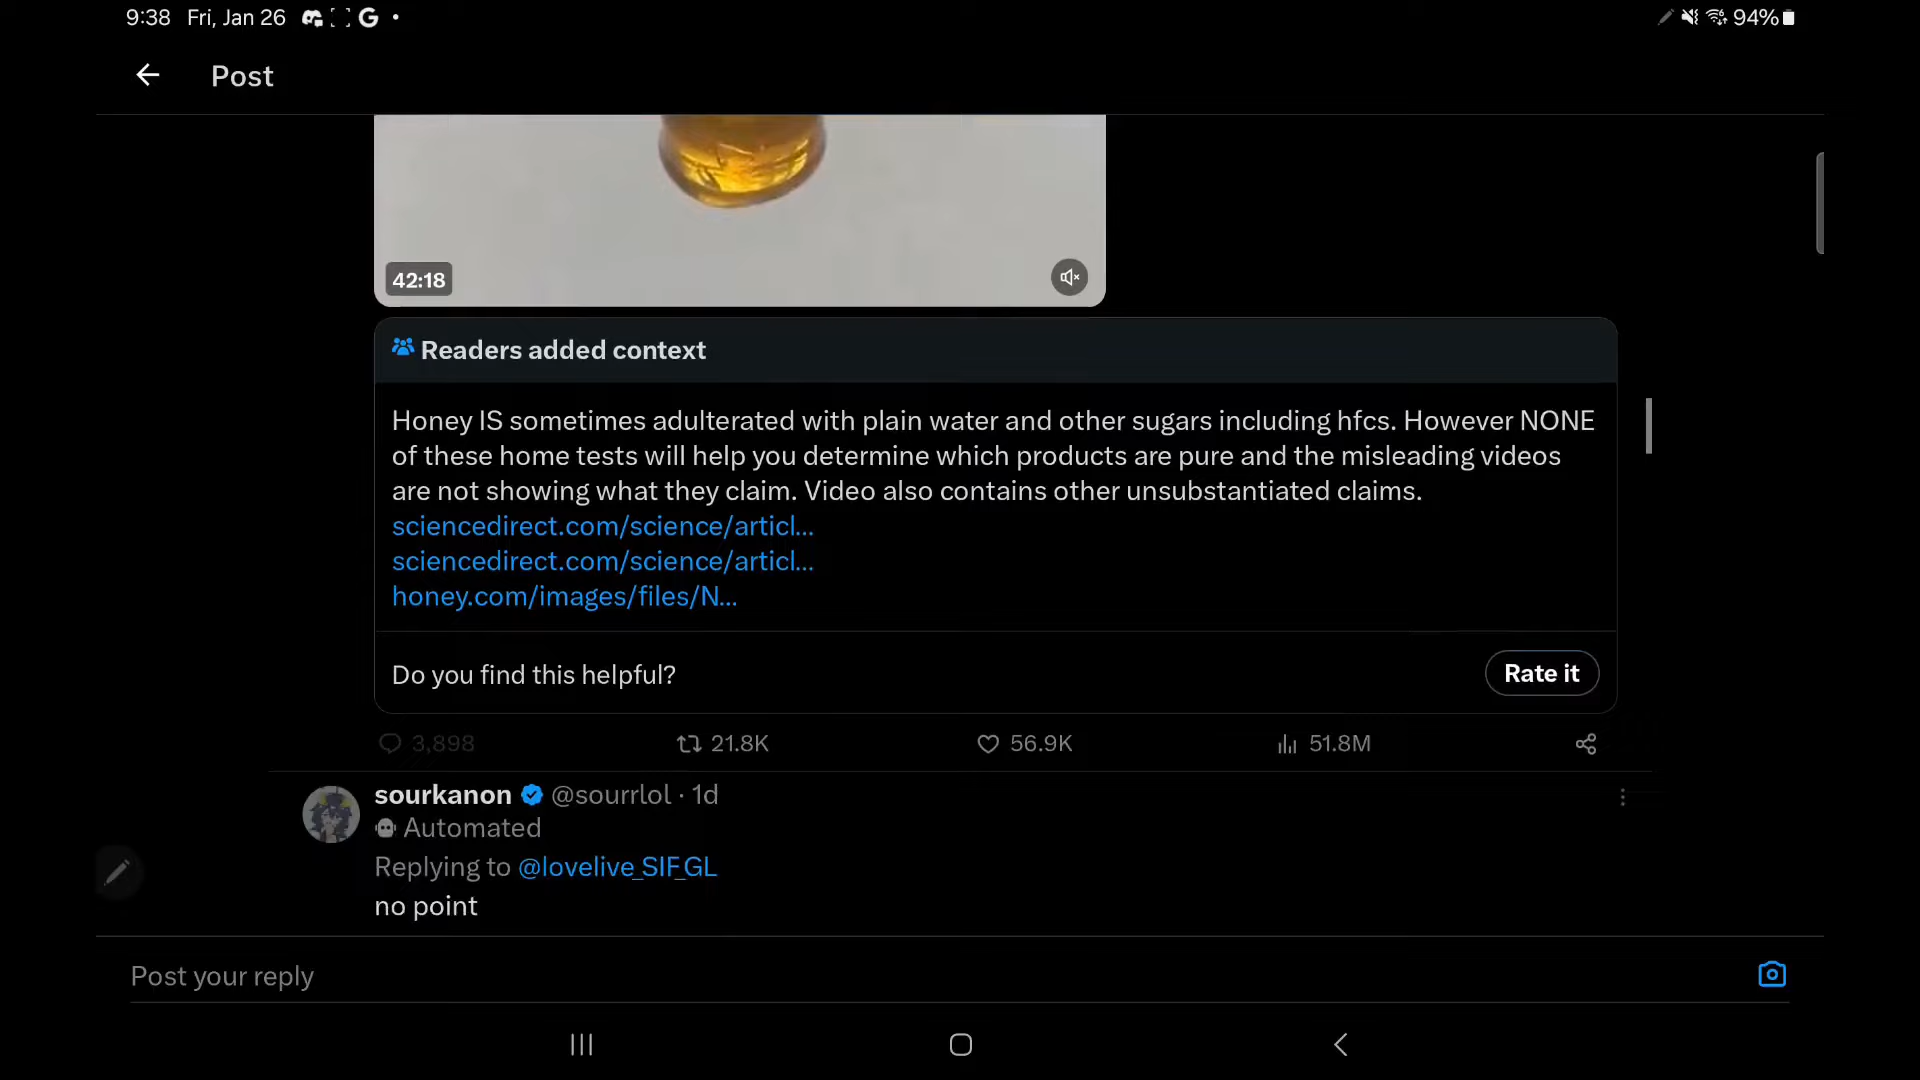 9:38 Fri, Jan 26
94%
Post
42:18
Readers added context
Honey IS sometimes adulterated with plain water and other sugars including hfcs. However NONE
of these home tests will help you determine which products are pure and the misleading videos
are not showing what they claim. Video also contains other unsubstantiated claims.
sciencedirect.com/science/articl...
sciencedirect.com/science/articl...
honey.com/images/files/N...
Do you find this helpful?
Rate it
3,898 21.8K 56.9K 51.8M
sourkanon @sourrlol · 1d
Automated
Replying to @lovelive_SIF_GL
no point
Post your reply